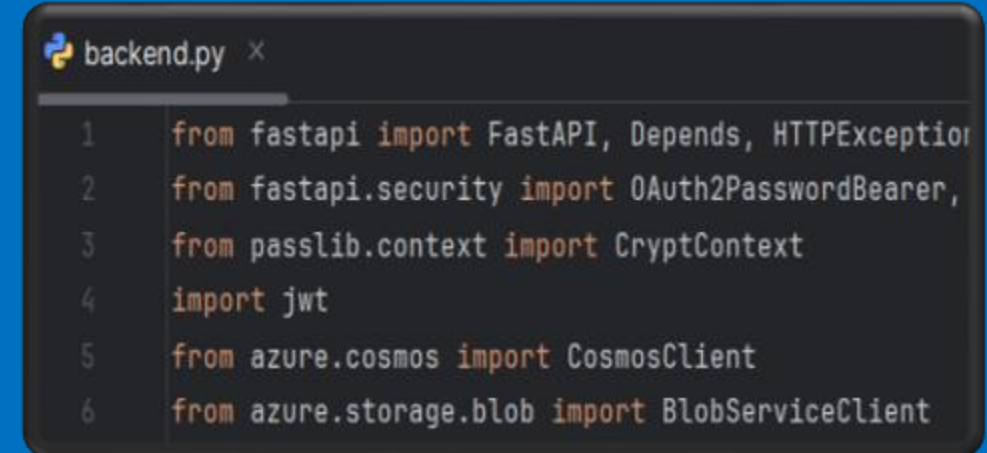 backend.py ×
1 from fastapi import FastAPI, Depends, HTTPException
2 from fastapi.security import OAuth2PasswordBearer,
3 from passlib.context import CryptContext
4 import jwt
5 from azure.cosmos import CosmosClient
6 from azure.storage.blob import BlobServiceClient